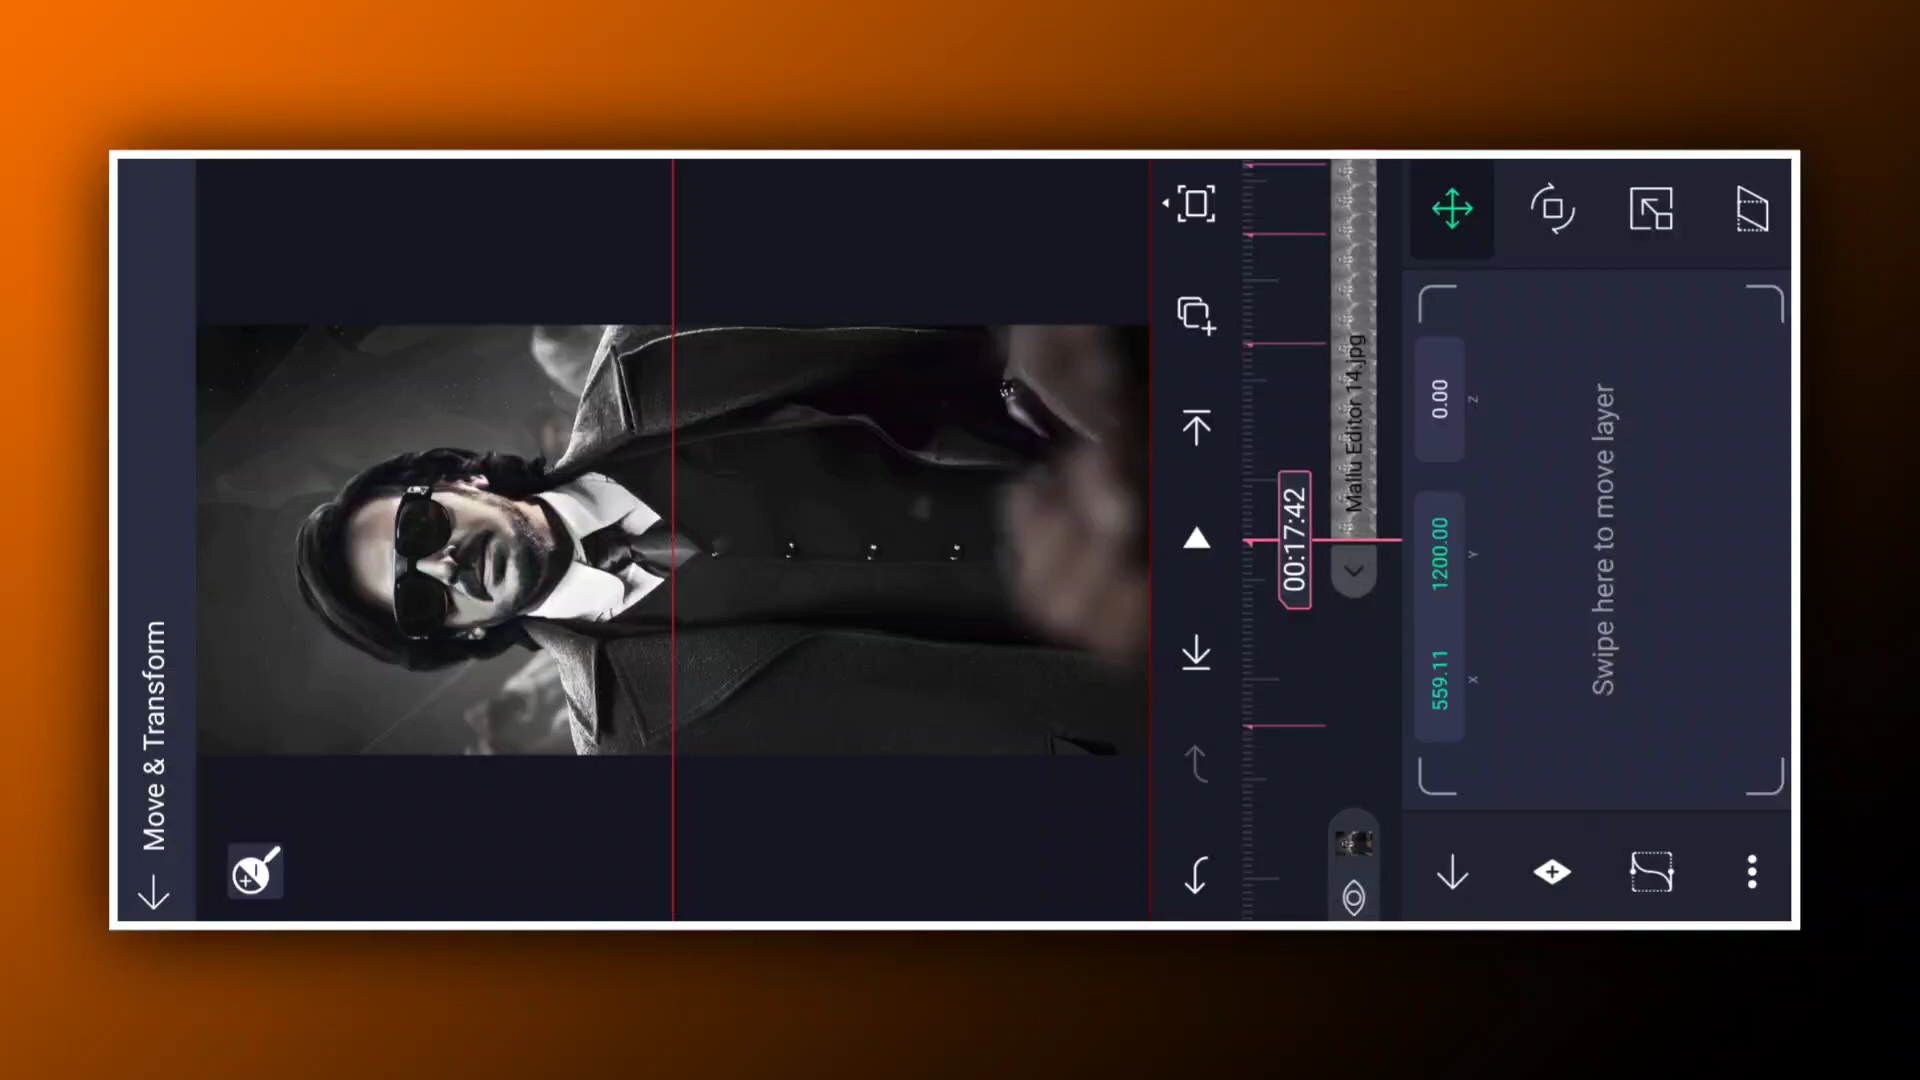 Move & Transform
00:17:42
Mallu Editor 14.jpg
559.11 1200.00 0.00
X Y Z
Swipe here to move layer